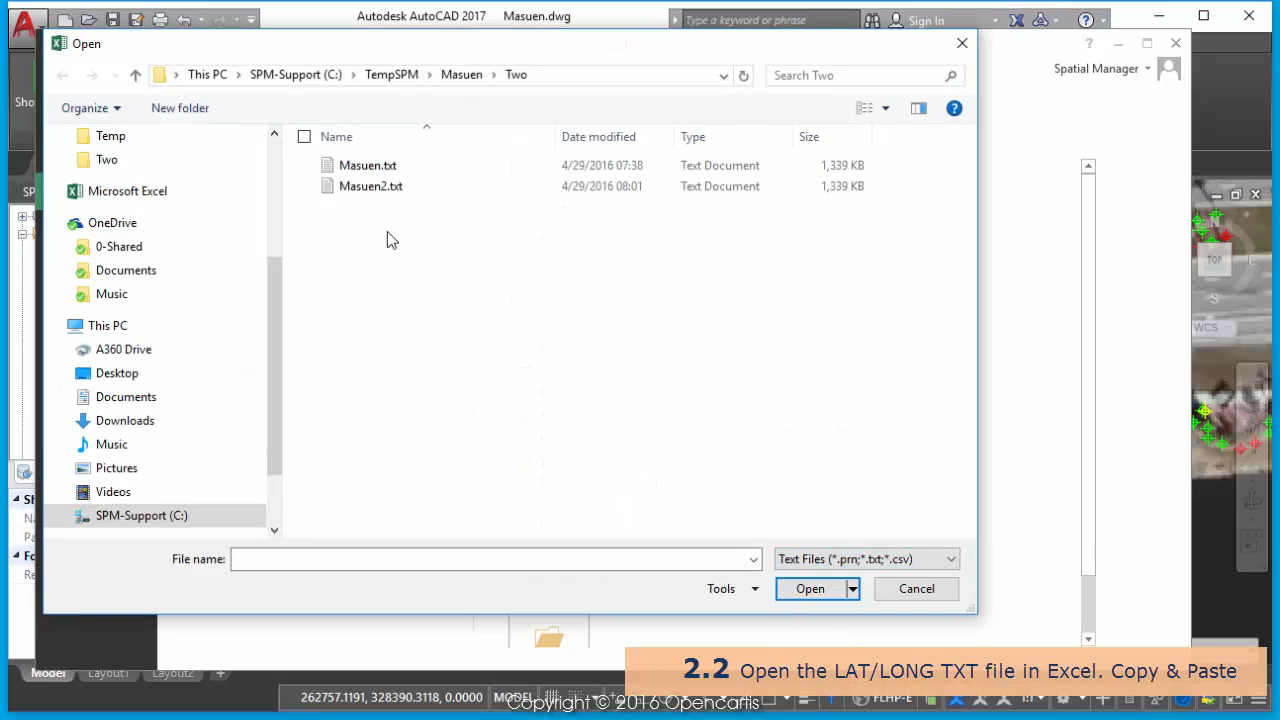 Autodesk AutoCAD 2017 Masuen.dwg
Type a keyword or phrase
Sign In
Open
This PC > SPM-Support (C:) > TempSPM > Masuen > Two
Search Two
Spatial Manager
Organize
New folder
Name
Date modified
Type
Size
Temp
Two
Microsoft Excel
OneDrive
0-Shared
Documents
Music
This PC
A360 Drive
Desktop
Documents
Downloads
Music
Pictures
Videos
SPM-Support (C:)
Masuen.txt 4/29/2016 07:38 Text Document 1,339 KB
Masuen2.txt 4/29/2016 08:01 Text Document 1,339 KB
N
TOP
E
S
WCS
File name:
Text Files (*.prn;*.txt;*.csv)
Tools
Open
Cancel
2.2 Open the LAT/LONG TXT file in Excel. Copy & Paste
Model Layout1 Layout2 +
262757.1191, 328390.3118, 0.0000 MODEL
FLHP-E
1:1
Copyright © 2016 Opencartis